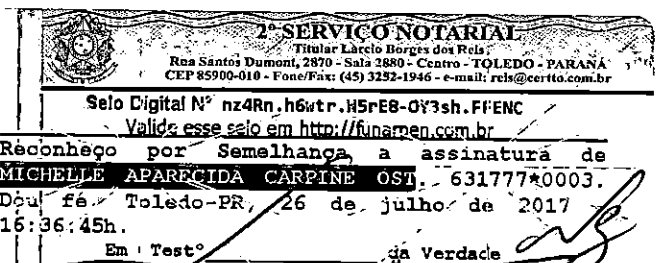 2º SERVIÇO NOTARIAL
Titular Larcio Borges dos Reis
Rua Santos Dumont, 2870 - Sala 2880 - Centro - TOLEDO - PARANÁ
CEP 85900-010 - Fone/Fax: (45) 3252-1946 - e-mail: reis@certto.com.br
Selo Digital Nº nz4Rn.h6wtr.H5rE8-OY3sh.FFENC
Valide esse selo em http://funarpen.com.br
Reconheço por Semelhança a assinatura de
MICHELLE APARECIDA CARPINE OST. 631777*0003.
Dou fé. Toledo-PR, 26 de julho de 2017
16:36:45h.
Em Testº da Verdade